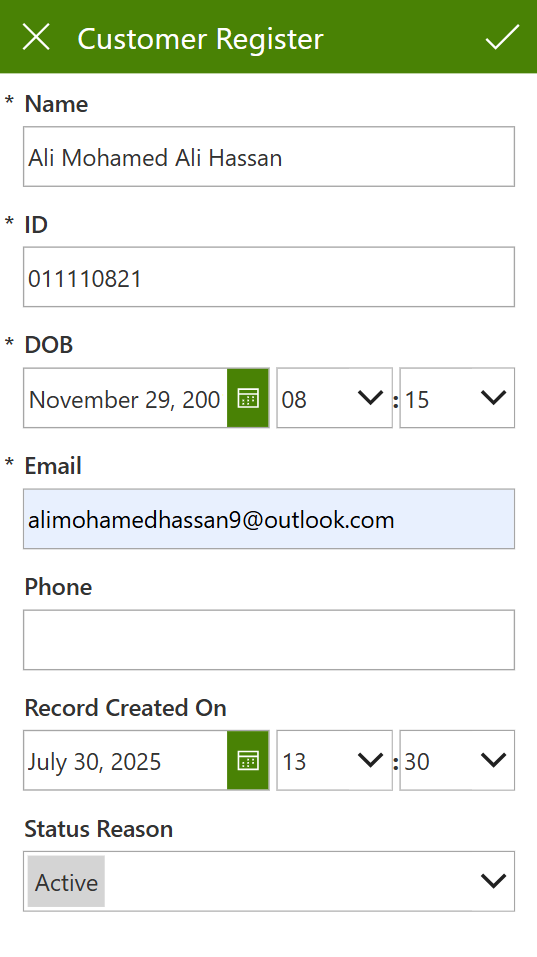 Customer Register
* Name
Ali Mohamed Ali Hassan
* ID
011110821
* DOB
November 29, 200 08 : 15
* Email
alimohamedhassan9@outlook.com
Phone
Record Created On
July 30, 2025 13 : 30
Status Reason
Active